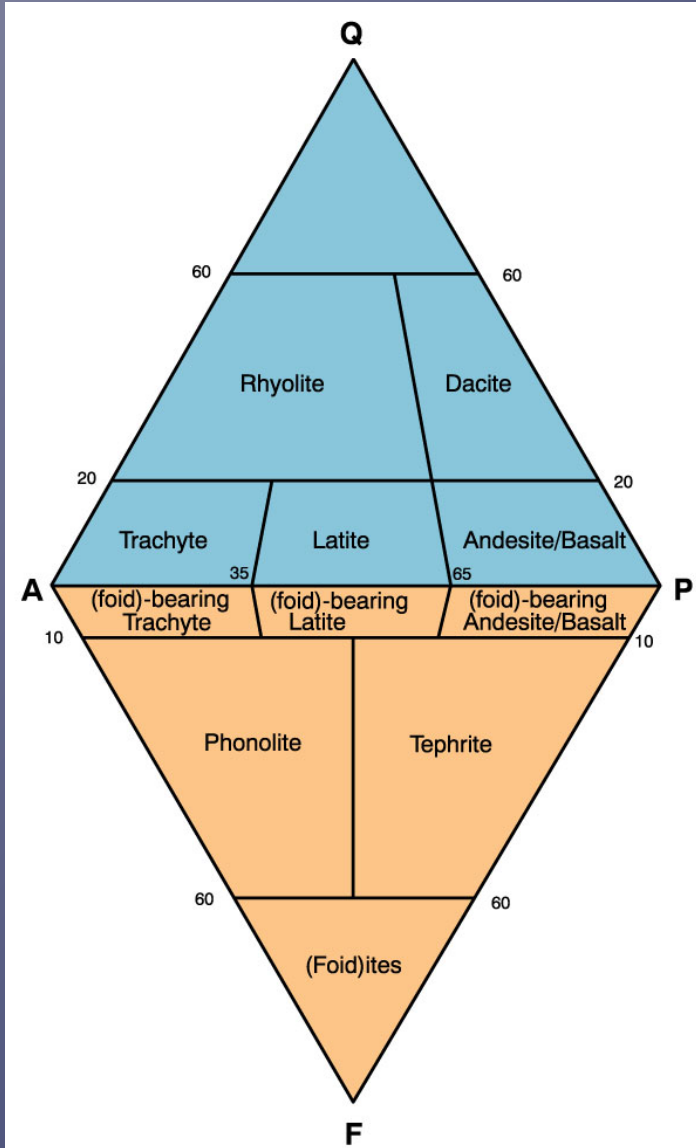 Q
60
60
Rhyolite
Dacite
20
20
Trachyte
Latite
Andesite/Basalt
35
65
A
P
(foid)-bearing
Trachyte
(foid)-bearing
Latite
(foid)-bearing
Andesite/Basalt
10
10
Phonolite
Tephrite
60
60
(Foid)ites
F